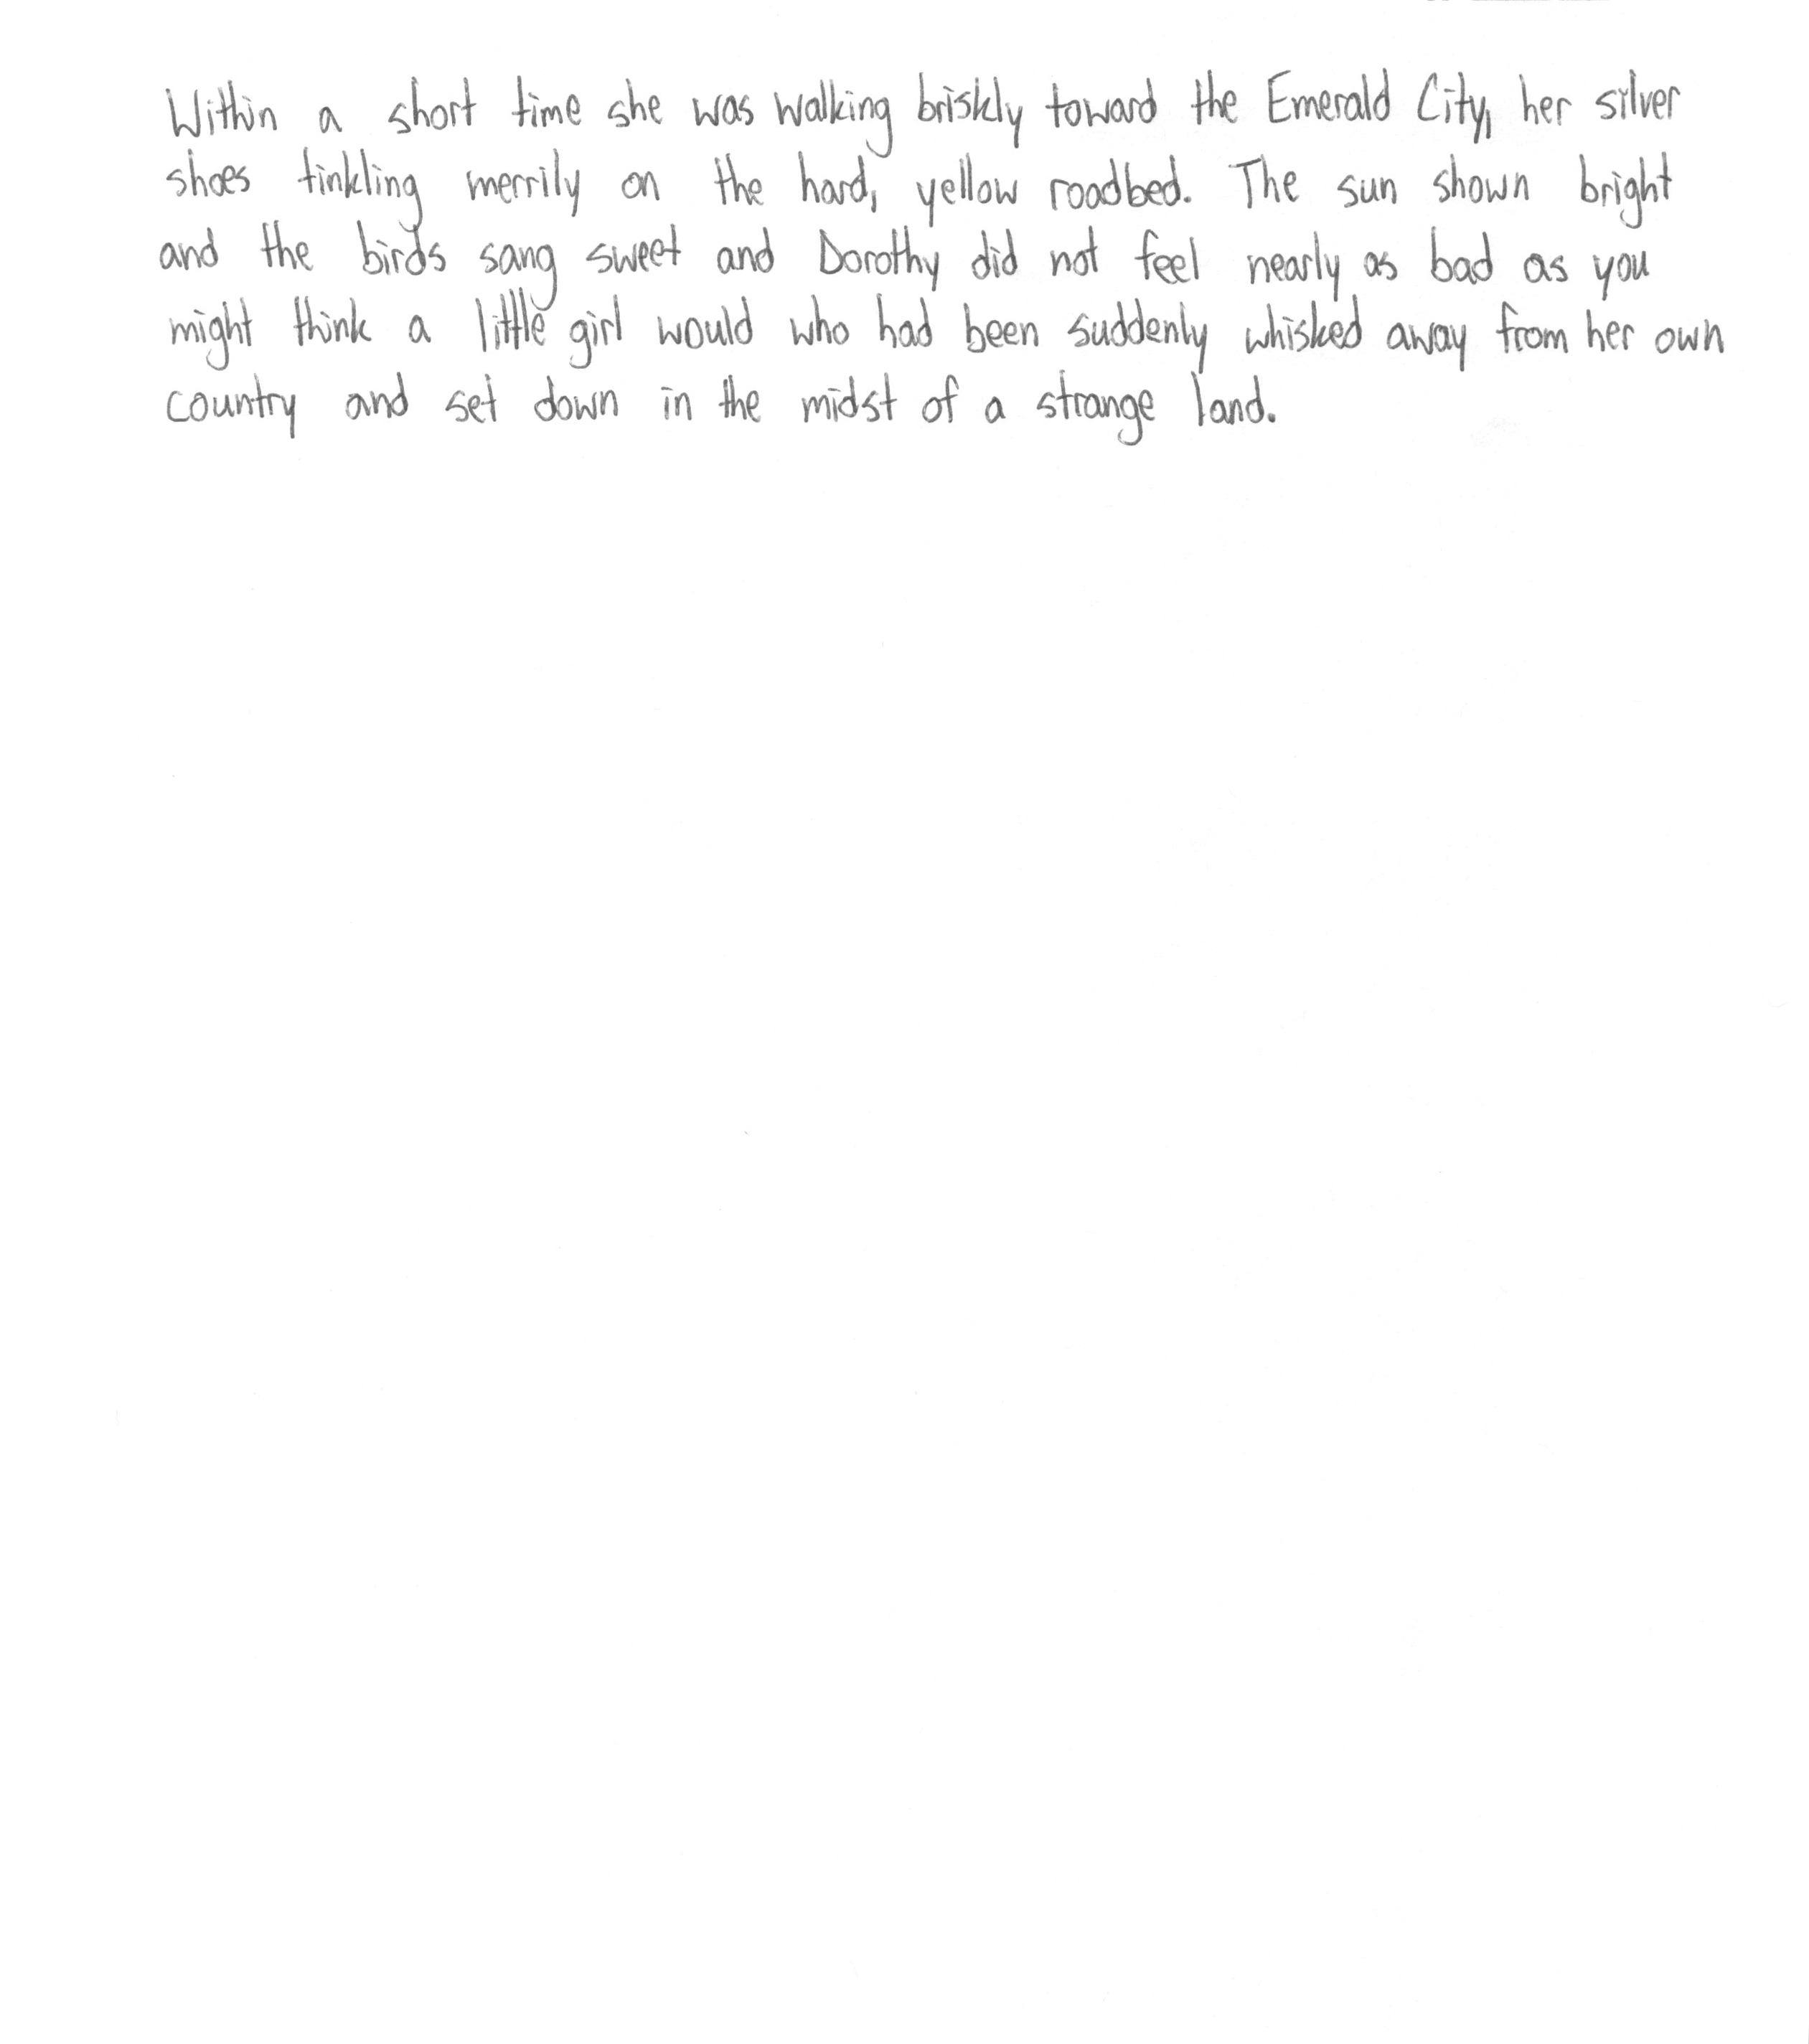 Within a short time she was walking briskly toward the Emerald City, her silver
shoes tinkling merrily on the hard, yellow roadbed. The sun shown bright
and the birds sang sweet and Dorothy did not feel nearly as bad as you
might think a little girl would who had been suddenly whisked away from her own
country and set down in the midst of a strange land.